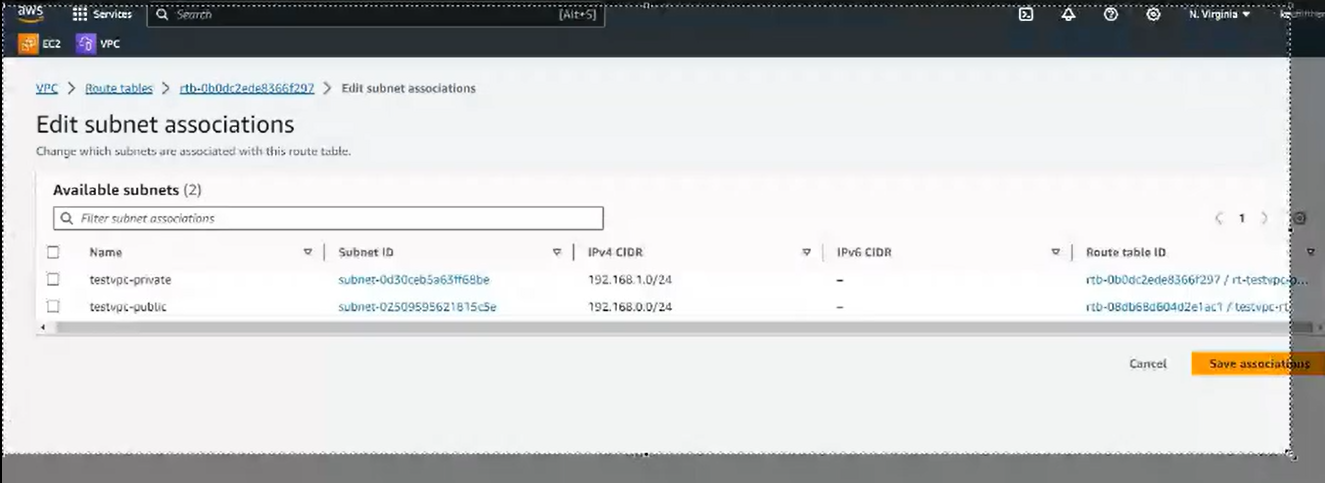 aws Services Search [Alt+S] N. Virginia
EC2 VPC
VPC > Route tables > rtb-0b0dc2ede8366f297 > Edit subnet associations
Edit subnet associations
Change which subnets are associated with this route table.
Available subnets (2)
Filter subnet associations
1
Name Subnet ID IPv4 CIDR IPv6 CIDR Route table ID
testvpc-private subnet-0d30ceb5a63ff68be 192.168.1.0/24 – rtb-0b0dc2ede8366f297 / rt-testvpc-p...
testvpc-public subnet-02509595621815c5e 192.168.0.0/24 – rtb-08db68d604d2e1ac1 / testvpc-rt
Cancel Save associations